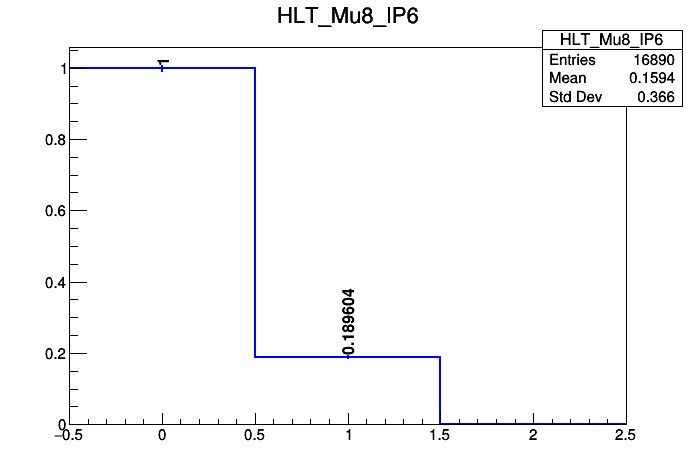 HLT_Mu8_IP6
HLT_Mu8_IP6
Entries 16890
Mean 0.1594
Std Dev 0.366
1
0.8
0.6
0.4
0.2
0
1
0.189604
−0.5 0 0.5 1 1.5 2 2.5